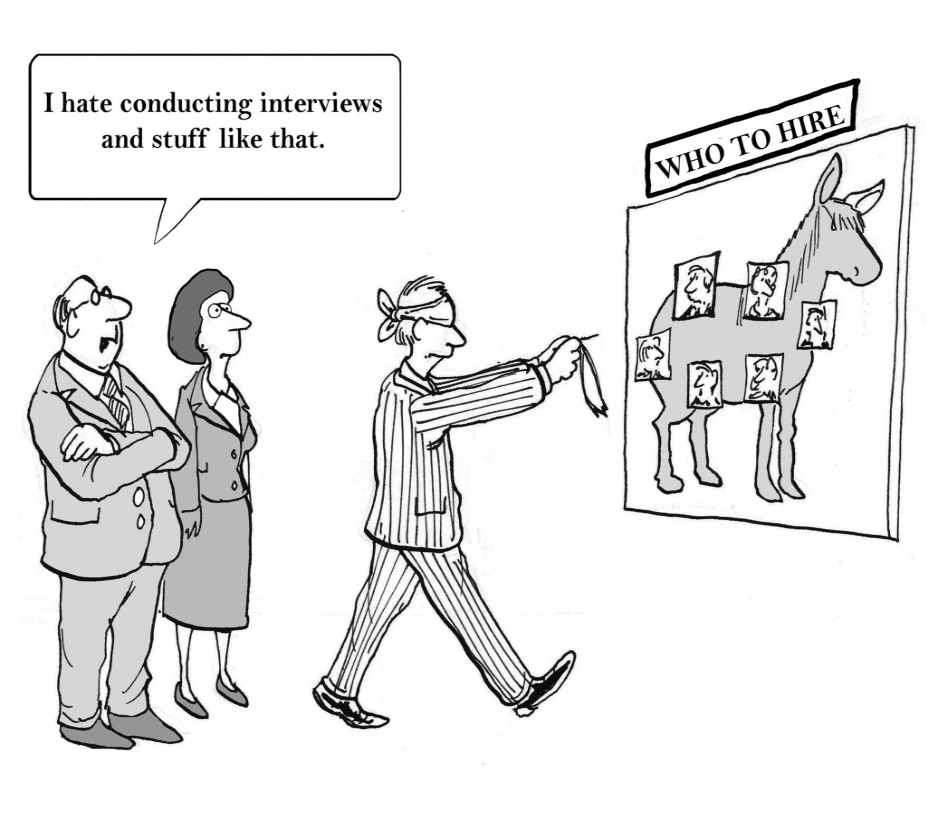 I hate conducting interviews
and stuff like that.
WHO TO HIRE